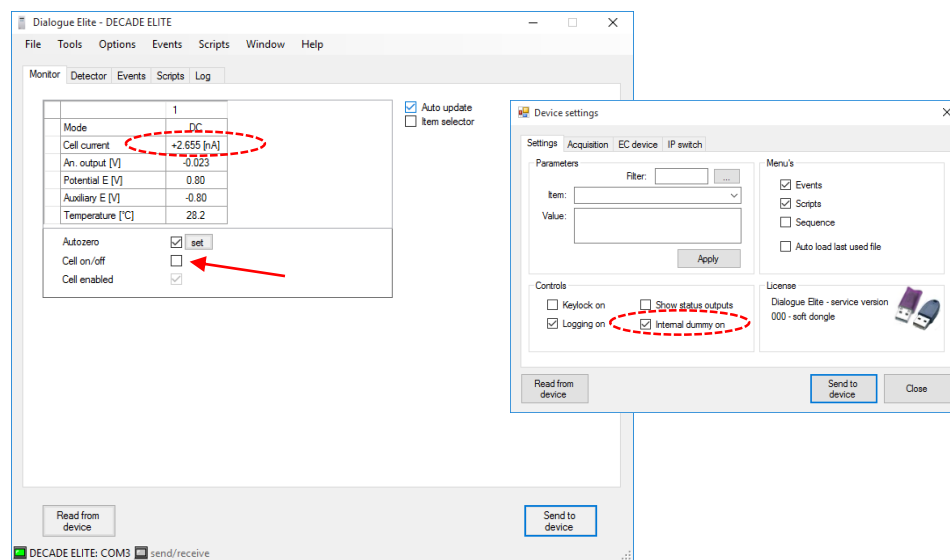 Dialogue Elite - DECADE ELITE
File Tools Options Events Scripts Window Help
Monitor Detector Events Scripts Log
1
Mode DC
Cell current +2.655 [nA]
An. output [V] -0.023
Potential E [V] 0.80
Auxiliary E [V] -0.80
Temperature [°C] 28.2
Autozero set
Cell on/off
Cell enabled
Auto update
Item selector
Read from
device
Send to
device
DECADE ELITE: COM3 send/receive
Device settings
Settings Acquisition EC device IP switch
Parameters
Filter: ...
Item:
Value:
Apply
Menu's
Events
Scripts
Sequence
Auto load last used file
Controls
Keylock on Show status outputs
Logging on Internal dummy on
License
Dialogue Elite - service version
000 - soft dongle
Read from
device
Send to
device
Close